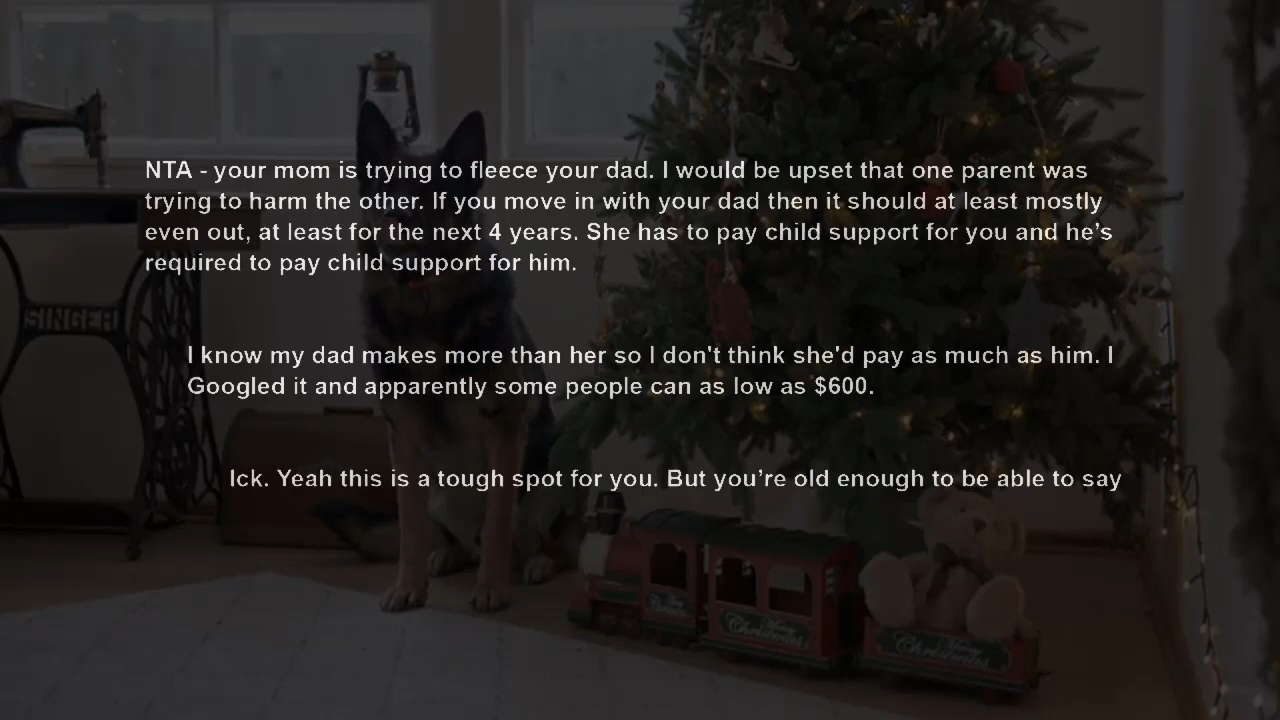 NTA - your mom is trying to fleece your dad. I would be upset that one parent was
trying to harm the other. If you move in with your dad then it should at least mostly
even out, at least for the next 4 years. She has to pay child support for you and he’s
required to pay child support for him.
I know my dad makes more than her so I don't think she'd pay as much as him. I
Googled it and apparently some people can as low as $600.
Ick. Yeah this is a tough spot for you. But you’re old enough to be able to say
SINGER
Christmas
Christmas